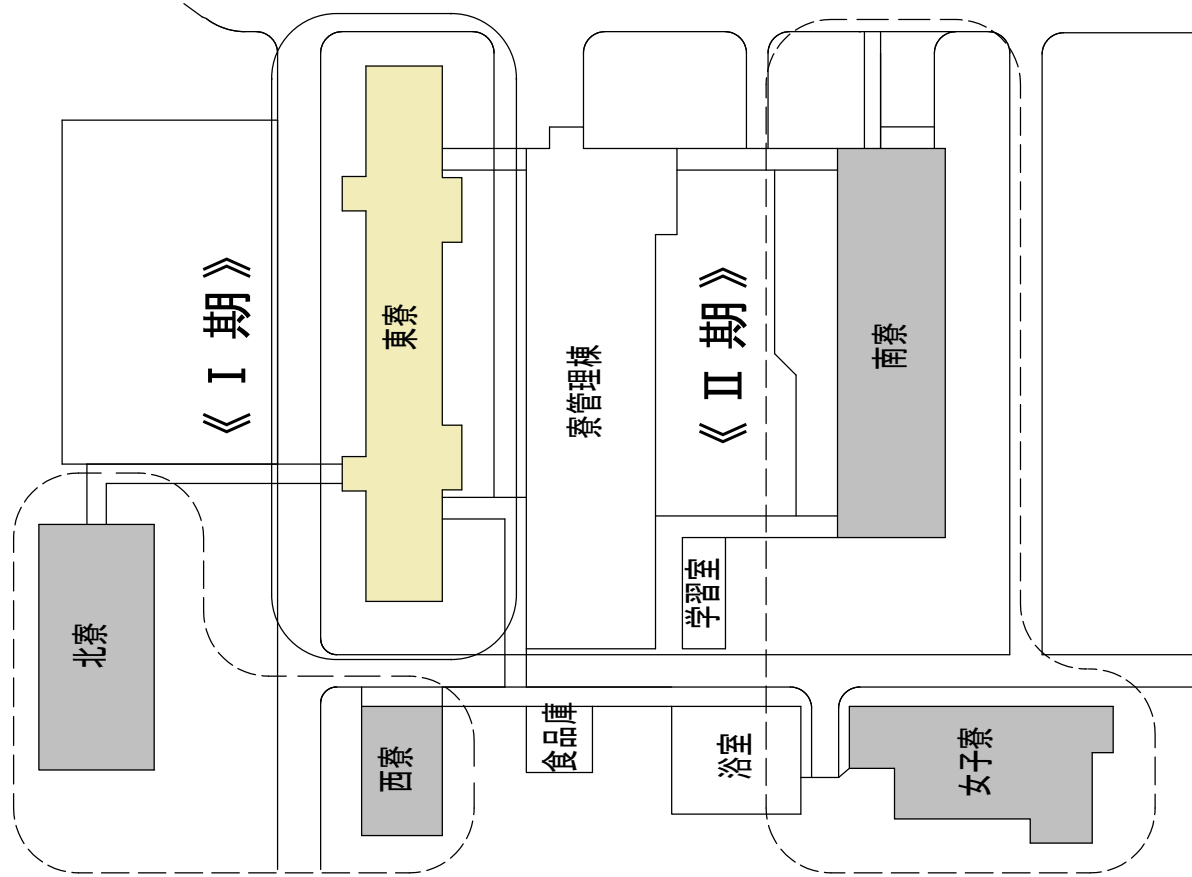 《 Ⅰ 期 》
東寮
寮管理棟
《 Ⅱ 期 》
南寮
北寮
学習室
西寮
食品庫
浴室
女子寮